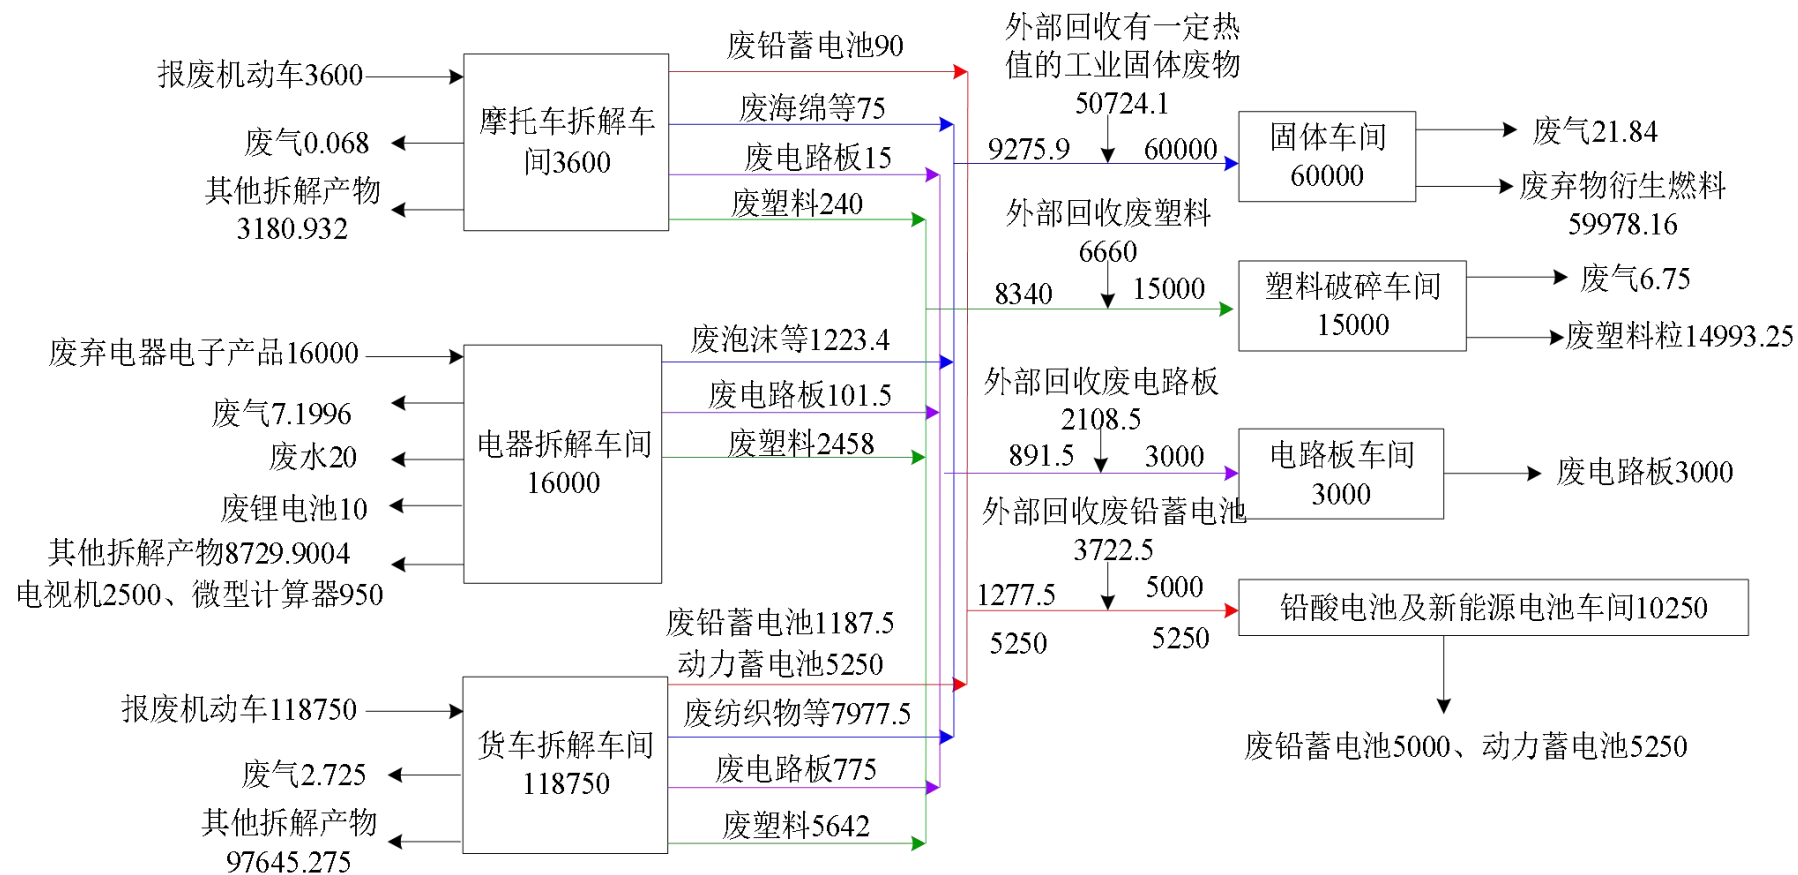 报废机动车3600
废气0.068
其他拆解产物
3180.932
摩托车拆解车
间3600
废铅蓄电池90
废海绵等75
废电路板15
废塑料240
废弃电器电子产品16000
废气7.1996
废水20
废锂电池10
其他拆解产物8729.9004
电视机2500、微型计算器950
电器拆解车间
16000
废泡沫等1223.4
废电路板101.5
废塑料2458
报废机动车118750
废气2.725
其他拆解产物
97645.275
货车拆解车间
118750
废铅蓄电池1187.5
动力蓄电池5250
废纺织物等7977.5
废电路板775
废塑料5642
外部回收有一定热
值的工业固体废物
50724.1
9275.9
60000
固体车间
60000
废气21.84
废弃物衍生燃料
59978.16
外部回收废塑料
6660
8340
15000
塑料破碎车间
15000
废气6.75
废塑料粒14993.25
外部回收废电路板
2108.5
891.5
3000
电路板车间
3000
废电路板3000
外部回收废铅蓄电池
3722.5
1277.5
5000
5250
5250
铅酸电池及新能源电池车间10250
废铅蓄电池5000、动力蓄电池5250